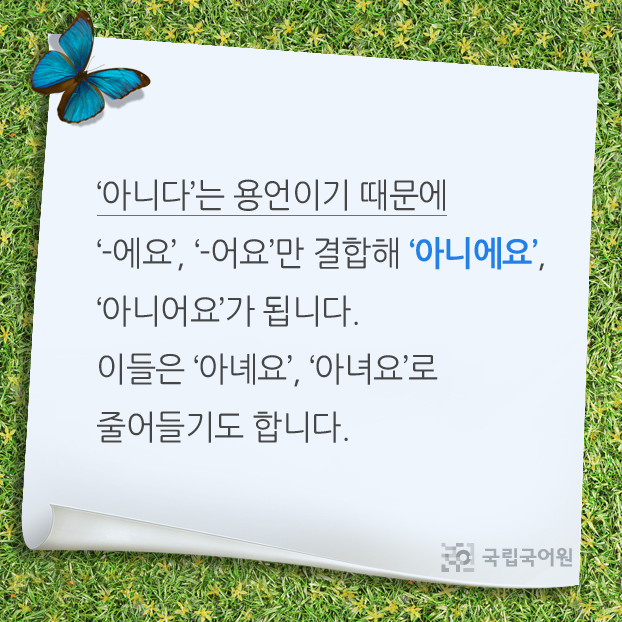 ‘아니다’는 용언이기 때문에
‘-에요’, ‘-어요’만 결합해 ‘아니에요’,
‘아니어요’가 됩니다.
이들은 ‘아녜요’, ‘아녀요’로
줄어들기도 합니다.
국립국어원